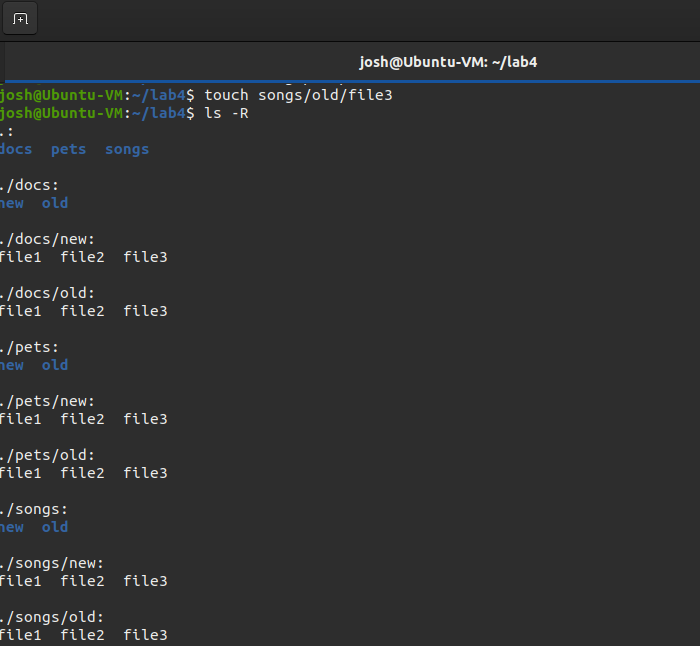 josh@Ubuntu-VM: ~/lab4
josh@Ubuntu-VM:~/lab4$ touch songs/old/file3
josh@Ubuntu-VM:~/lab4$ ls -R
.:
docs  pets  songs
./docs:
new  old
./docs/new:
file1  file2  file3
./docs/old:
file1  file2  file3
./pets:
new  old
./pets/new:
file1  file2  file3
./pets/old:
file1  file2  file3
./songs:
new  old
./songs/new:
file1  file2  file3
./songs/old:
file1  file2  file3